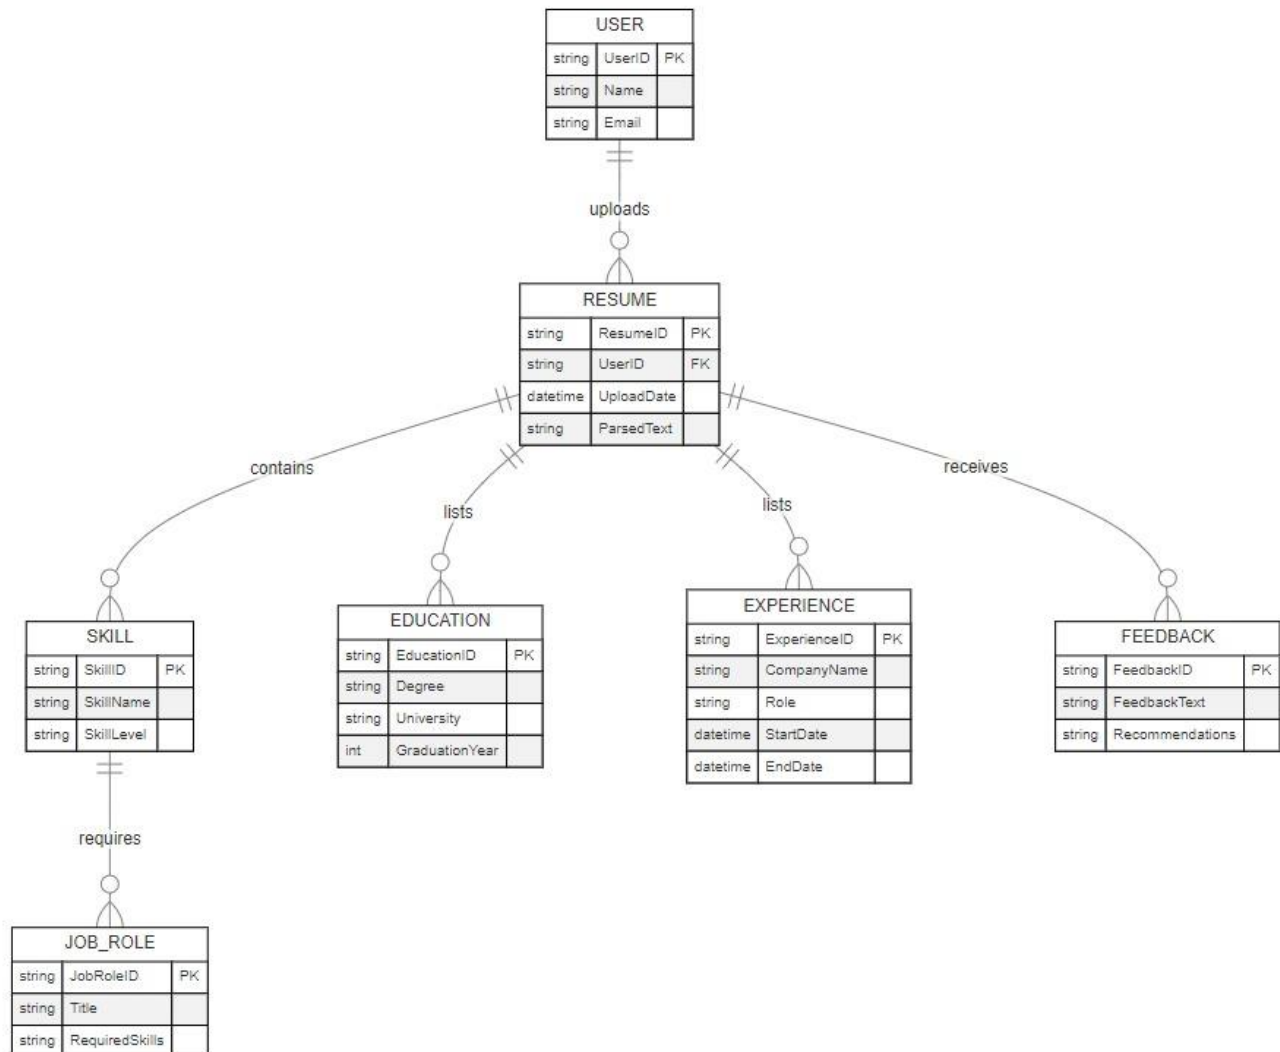 USER
string UserID PK
string Name
string Email
uploads
RESUME
string ResumeID PK
string UserID FK
datetime UploadDate
string ParsedText
contains
lists
lists
receives
SKILL
string SkillID PK
string SkillName
string SkillLevel
EDUCATION
string EducationID PK
string Degree
string University
int GraduationYear
EXPERIENCE
string ExperienceID PK
string CompanyName
string Role
datetime StartDate
datetime EndDate
FEEDBACK
string FeedbackID PK
string FeedbackText
string Recommendations
requires
JOB_ROLE
string JobRoleID PK
string Title
string RequiredSkills